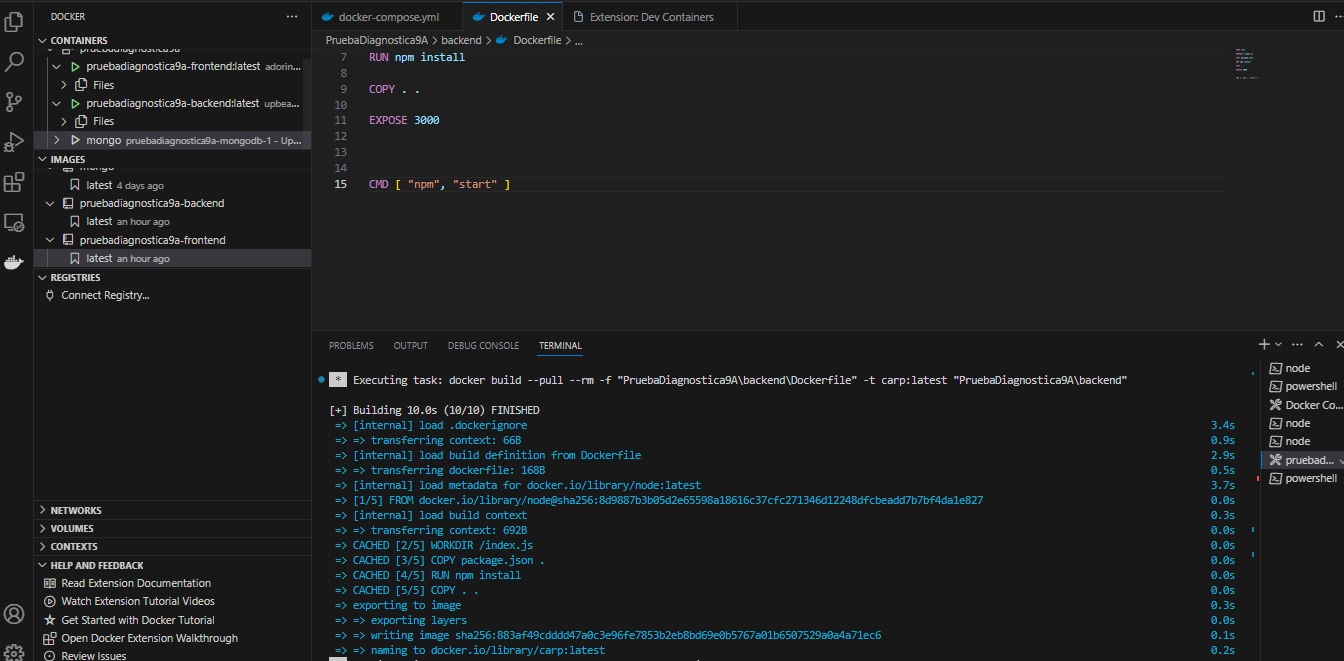 DOCKER
CONTAINERS
pruebadiagnostica9a
pruebadiagnostica9a-frontend:latest adorin...
Files
pruebadiagnostica9a-backend:latest upbea...
Files
mongo pruebadiagnostica9a-mongodb-1 - Up...
IMAGES
mongo
latest 4 days ago
pruebadiagnostica9a-backend
latest an hour ago
pruebadiagnostica9a-frontend
latest an hour ago
REGISTRIES
Connect Registry...
NETWORKS
VOLUMES
CONTEXTS
HELP AND FEEDBACK
Read Extension Documentation
Watch Extension Tutorial Videos
Get Started with Docker Tutorial
Open Docker Extension Walkthrough
Review Issues
docker-compose.yml Dockerfile Extension: Dev Containers
PruebaDiagnostica9A > backend > Dockerfile > ...
7 RUN npm install
8
9 COPY . .
10
11 EXPOSE 3000
12
13
14
15 CMD [ "npm", "start" ]
PROBLEMS OUTPUT DEBUG CONSOLE TERMINAL
* Executing task: docker build --pull --rm -f "PruebaDiagnostica9A\backend\Dockerfile" -t carp:latest "PruebaDiagnostica9A\backend"
[+] Building 10.0s (10/10) FINISHED
=> [internal] load .dockerignore 3.4s
=> => transferring context: 66B 0.9s
=> [internal] load build definition from Dockerfile 2.9s
=> => transferring dockerfile: 168B 0.5s
=> [internal] load metadata for docker.io/library/node:latest 3.7s
=> [1/5] FROM docker.io/library/node@sha256:8d9887b3b05d2e65598a18616c37cfc271346d12248dfcbeadd7b7bf4da1e827 0.0s
=> [internal] load build context 0.3s
=> => transferring context: 692B 0.0s
=> CACHED [2/5] WORKDIR /index.js 0.0s
=> CACHED [3/5] COPY package.json . 0.0s
=> CACHED [4/5] RUN npm install 0.0s
=> CACHED [5/5] COPY . . 0.0s
=> exporting to image 0.3s
=> => exporting layers 0.0s
=> => writing image sha256:883af49cdddd47a0c3e96fe7853b2eb8bd69e0b5767a01b6507529a0a4a71ec6 0.1s
=> => naming to docker.io/library/carp:latest 0.2s
node
powershell
Docker Co...
node
node
pruebad...
powershell